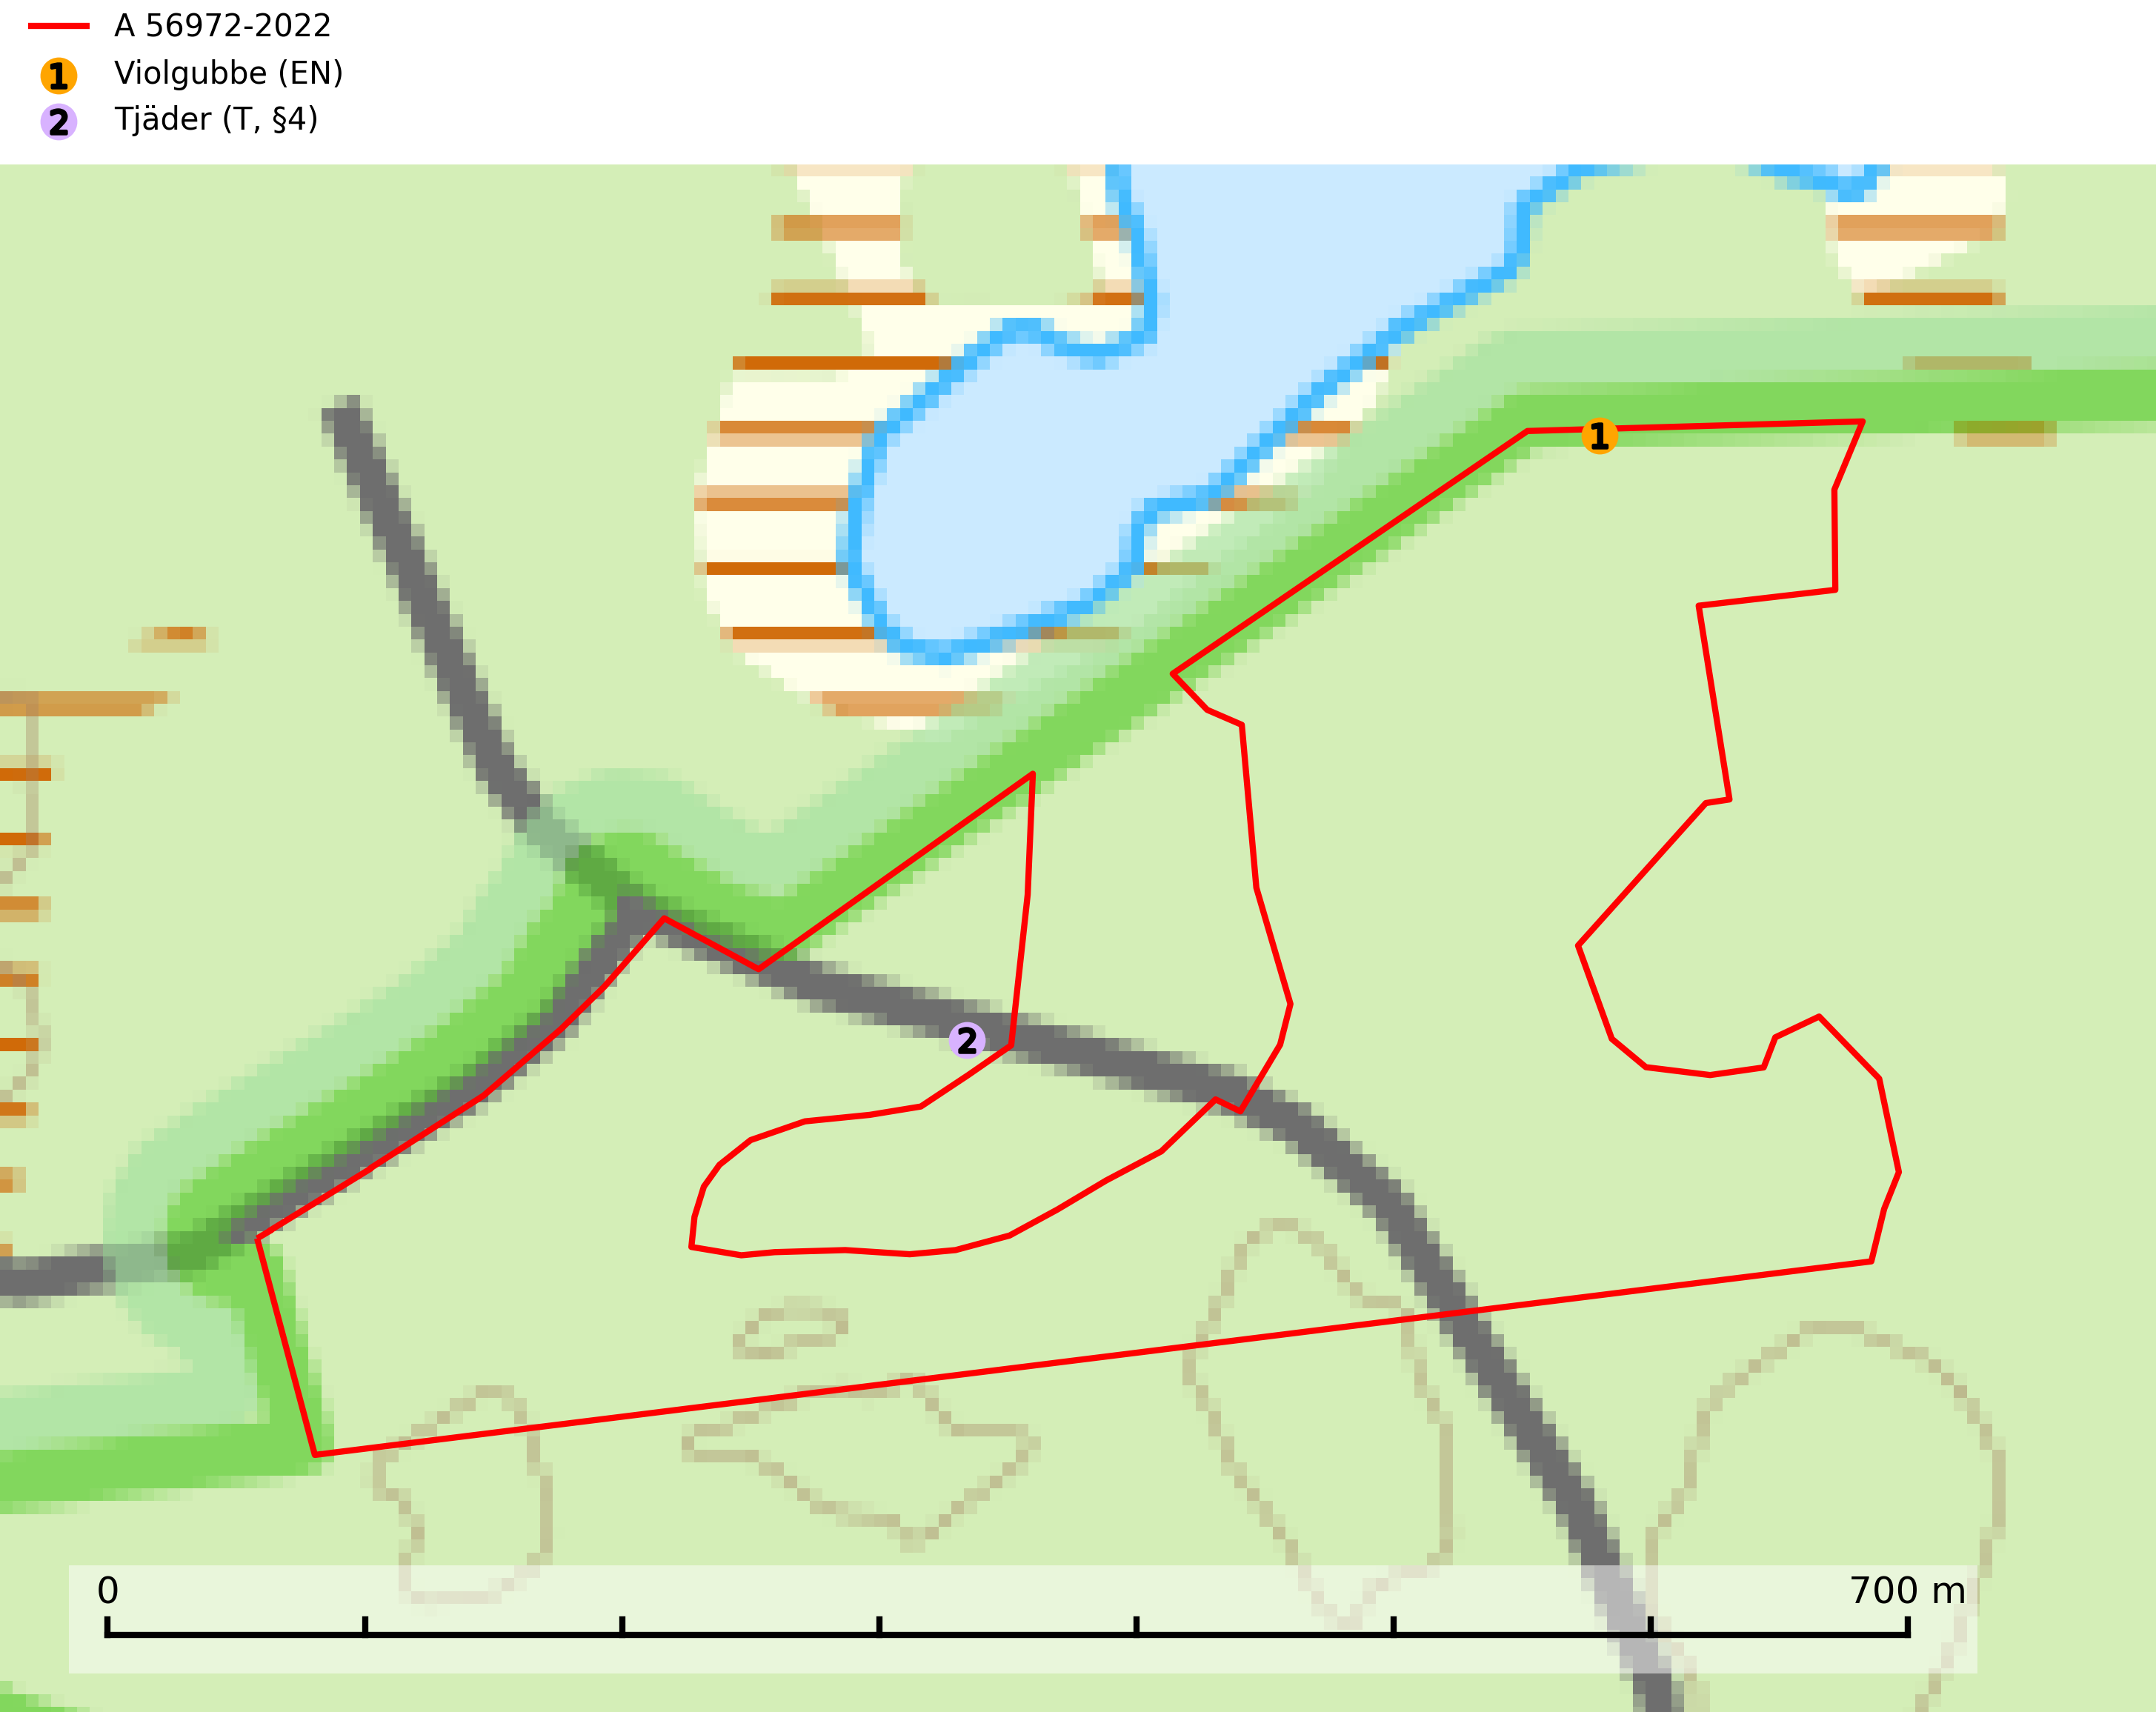 A 56972-2022
1 Violgubbe (EN)
2 Tjäder (T, §4)
1
2
0 700 m